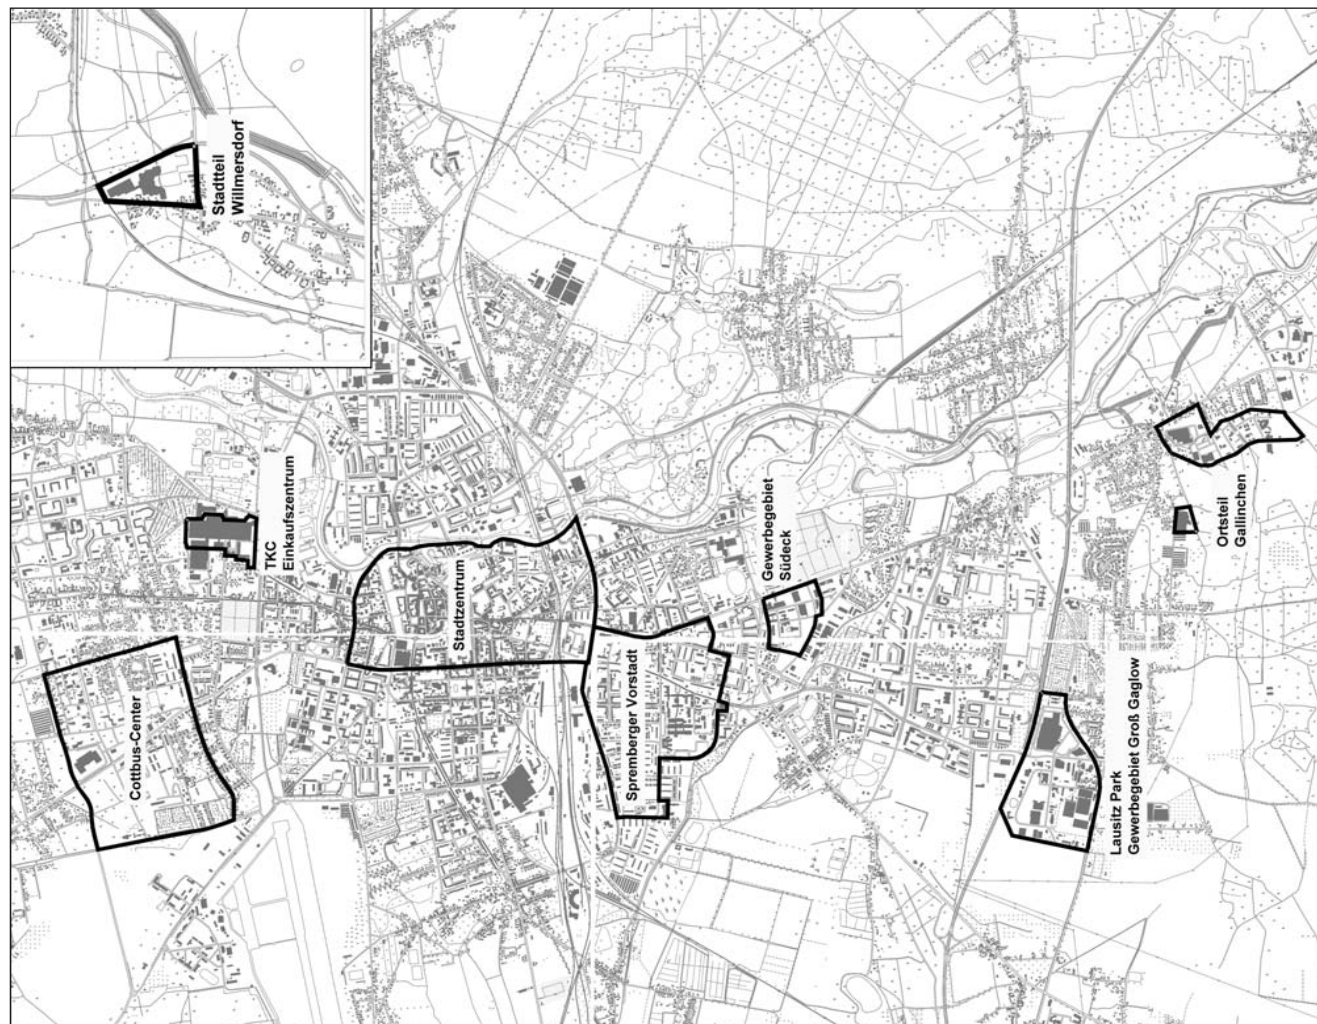 Stadtteil
Willmersdorf
TKC
Einkaufszentrum
Cottbus-Center
Stadtzentrum
Spremberger Vorstadt
Gewerbegebiet
Südeck
Lausitz Park
Gewerbegebiet Groß Gaglow
Ortsteil
Gallinchen